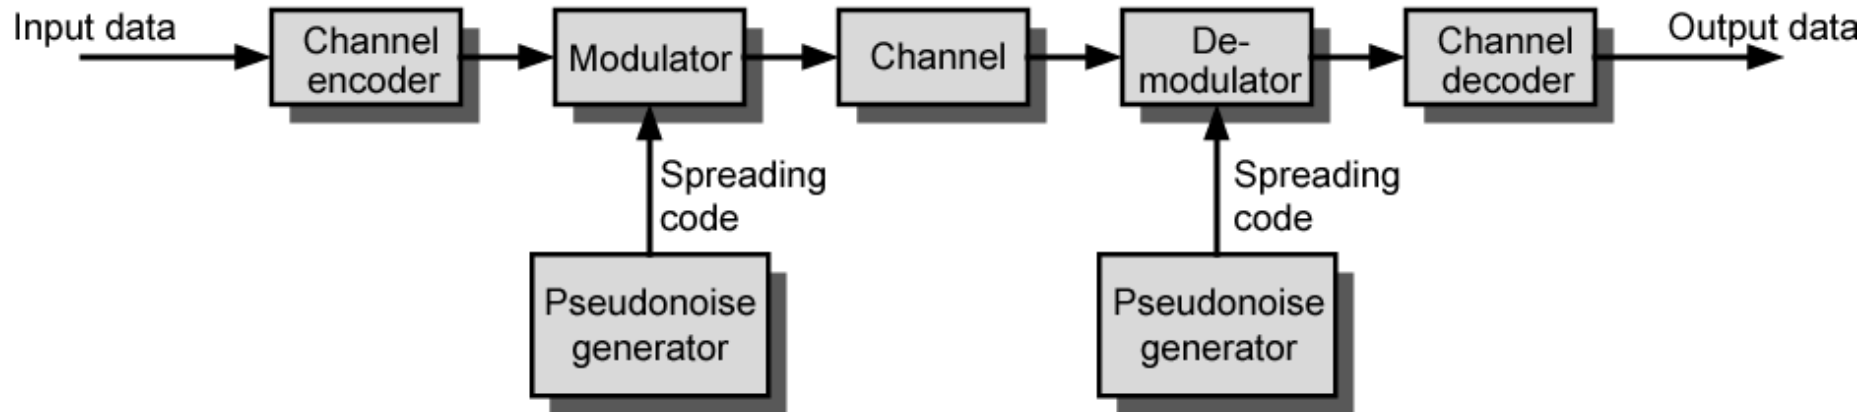 Input data
Channel
encoder
Modulator
Channel
De-
modulator
Channel
decoder
Output data
Spreading
code
Spreading
code
Pseudonoise
generator
Pseudonoise
generator